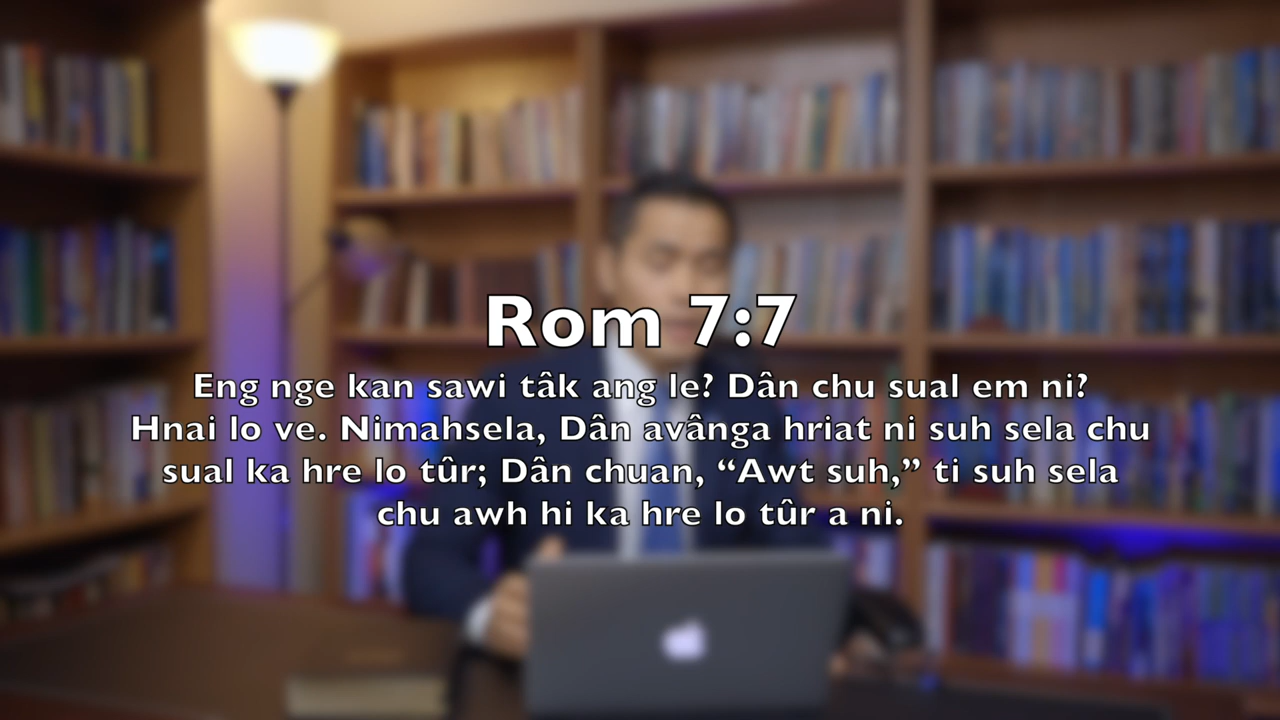 Rom 7:7
Eng nge kan sawi tâk ang le? Dân chu sual em ni?
Hnai lo ve. Nimahsela, Dân avânga hriat ni suh sela chu
sual ka hre lo tûr; Dân chuan, “Awt suh,” ti suh sela
chu awh hi ka hre lo tûr a ni.